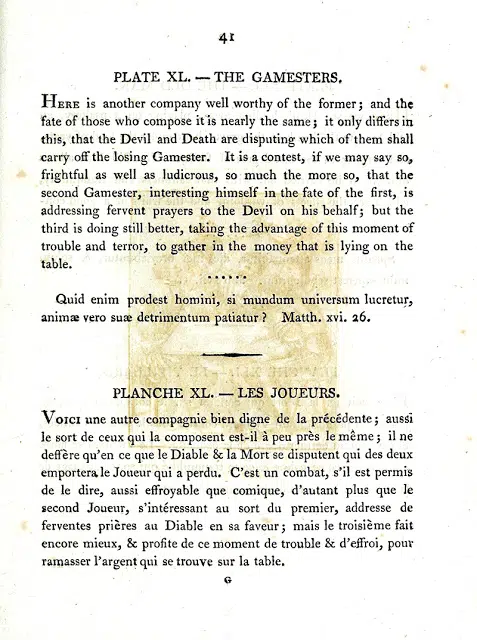 41
PLATE XL. — THE GAMESTERS.
HERE is another company well worthy of the former; and the
fate of those who compose it is nearly the same; it only differs in
this, that the Devil and Death are disputing which of them shall
carry off the losing Gamester. It is a contest, if we may say so,
frightful as well as ludicrous, so much the more so, that the
second Gamester, interesting himself in the fate of the first, is
addressing fervent prayers to the Devil on his behalf; but the
third is doing still better, taking the advantage of this moment of
trouble and terror, to gather in the money that is lying on the
table.
Quid enim prodest homini, si mundum universum lucretur,
animæ vero suæ detrimentum patiatur? Matth. xvi. 26.
PLANCHE XL. — LES JOUEURS.
VOICI une autre compagnie bien digne de la précédente; aussi
le sort de ceux qui la composent est-il à peu près le même; il ne
deffère qu'en ce que le Diable & la Mort se disputent qui des deux
emportera le Joueur qui a perdu. C'est un combat, s'il est permis
de le dire, aussi effroyable que comique, d'autant plus que le
second Joueur, s'intéressant au sort du premier, addresse de
ferventes prières au Diable en sa faveur; mais le troisième fait
encore mieux, & profite de ce moment de trouble & d'effroi, pour
ramasser l'argent qui se trouve sur la table.
G